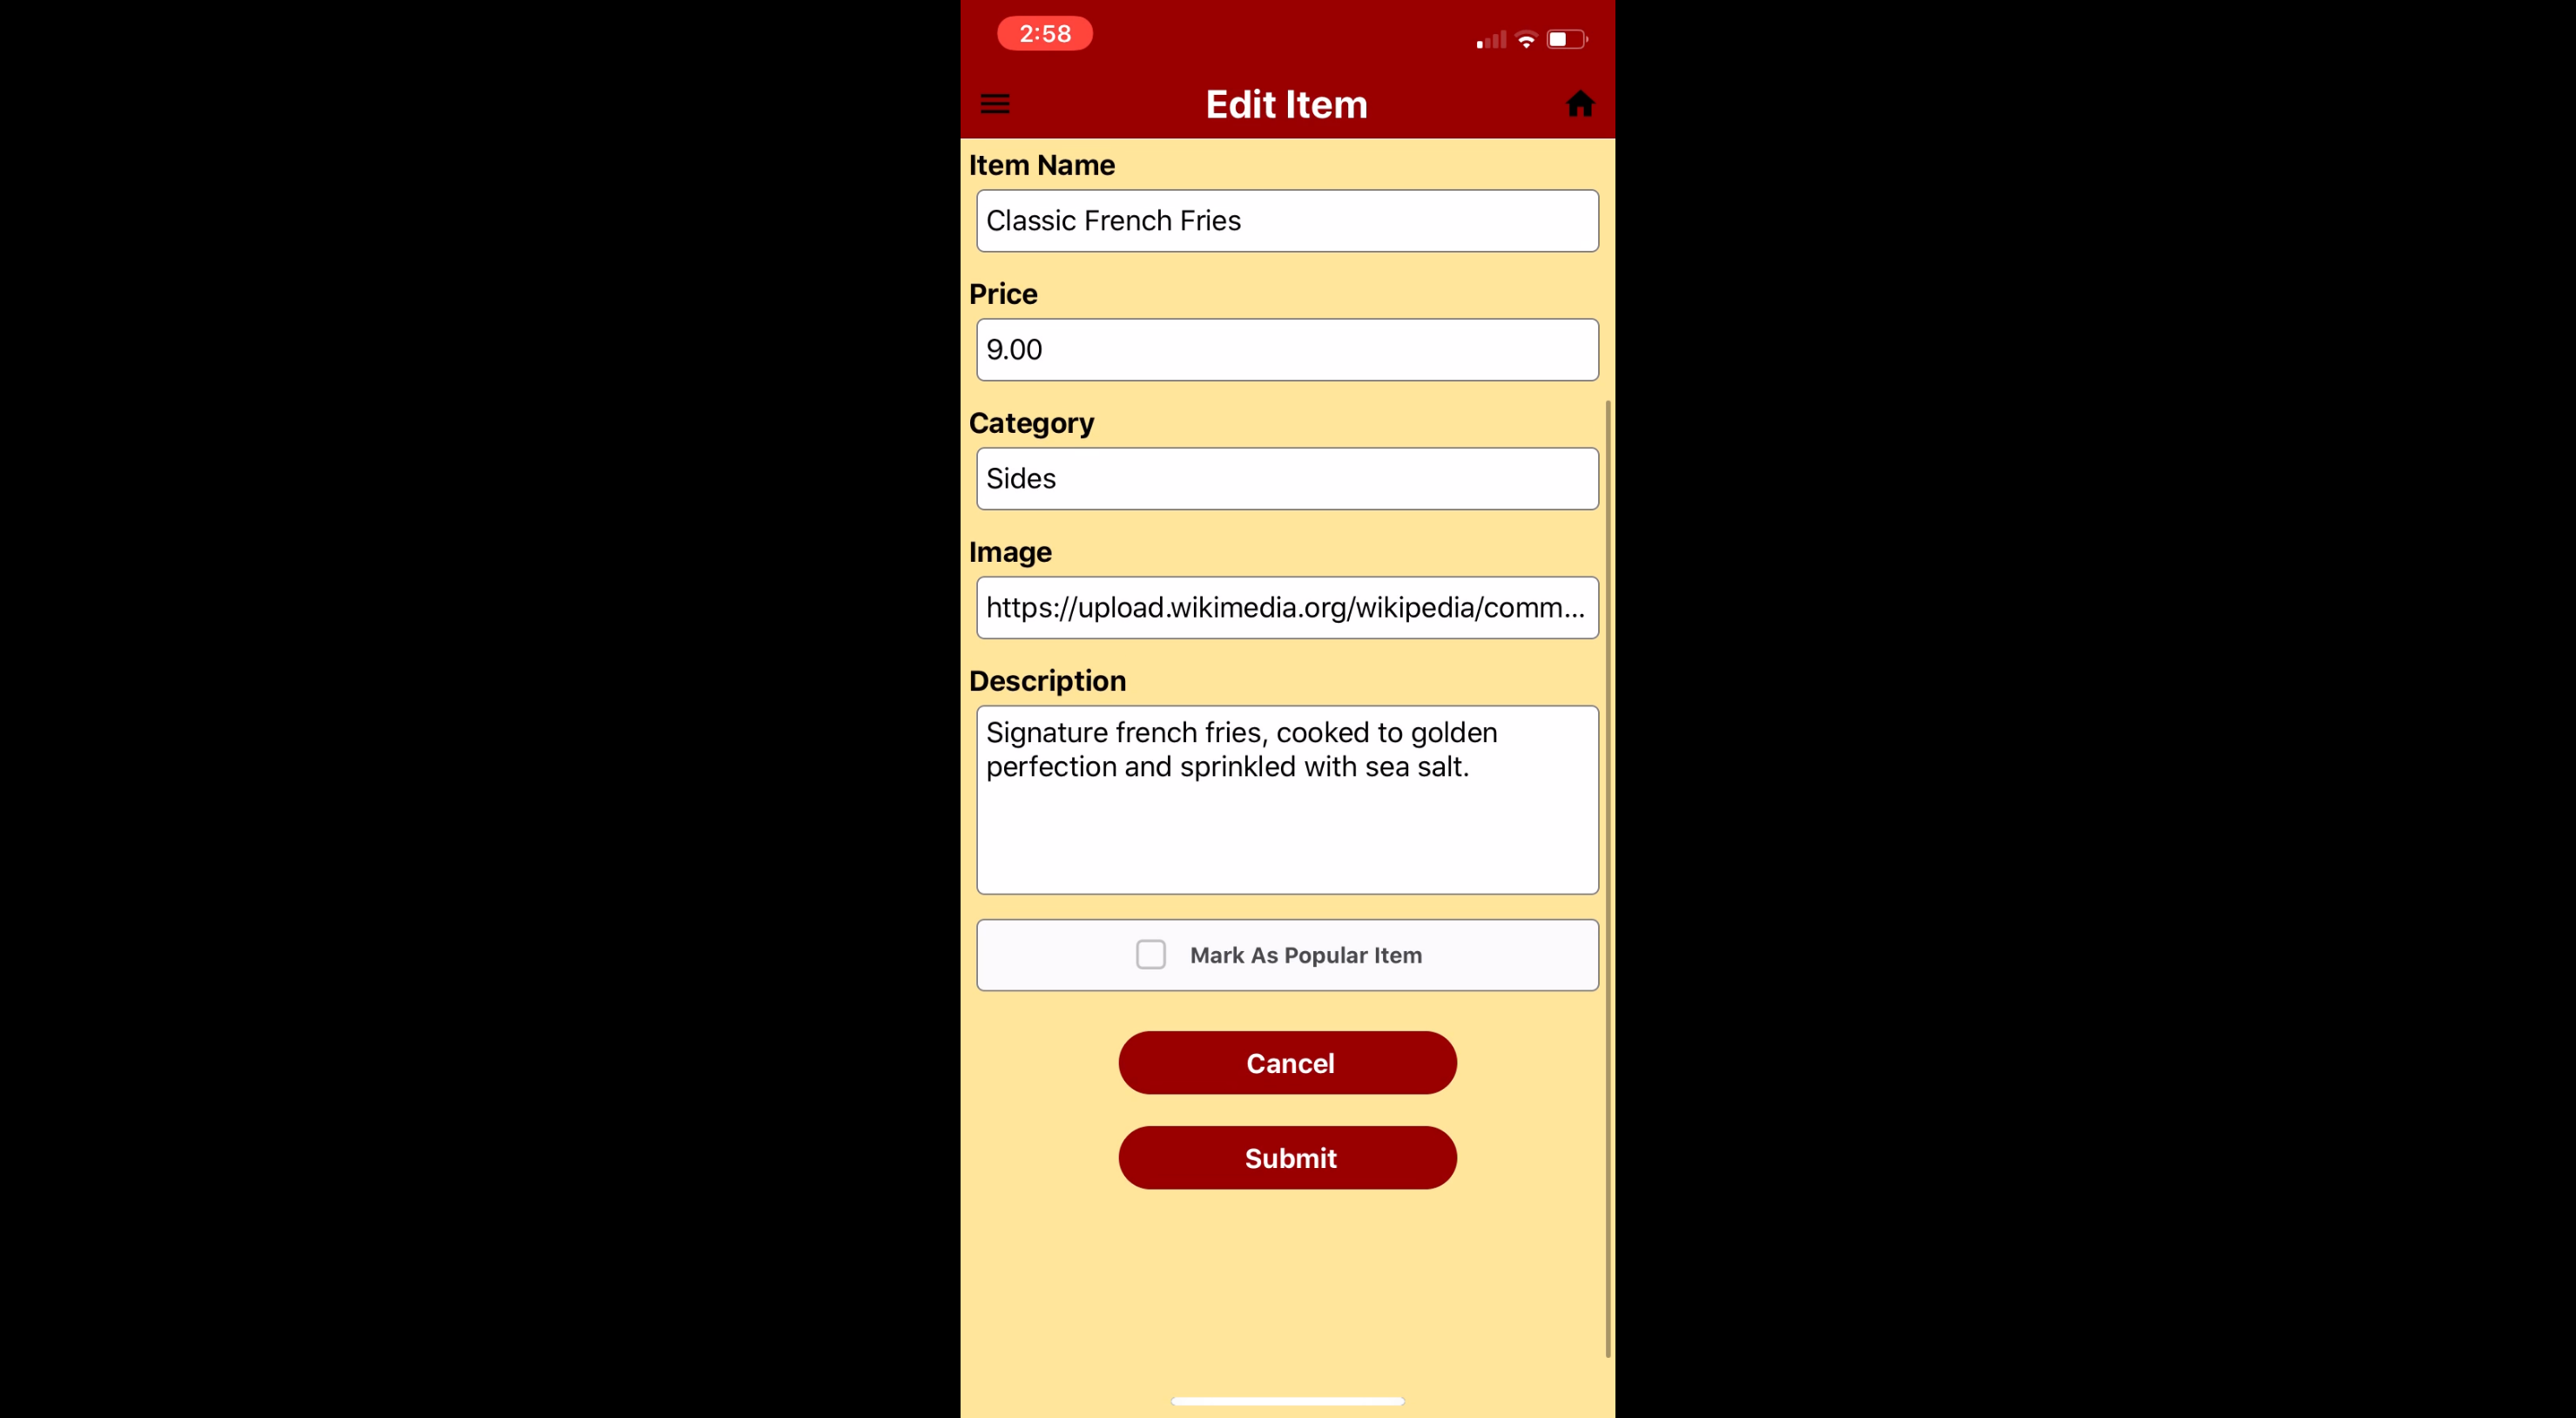 2:58
Edit Item
Item Name
Classic French Fries
Price
9.00
Category
Sides
Image
https://upload.wikimedia.org/wikipedia/comm...
Description
Signature french fries, cooked to golden
perfection and sprinkled with sea salt.
Mark As Popular Item
Cancel
Submit